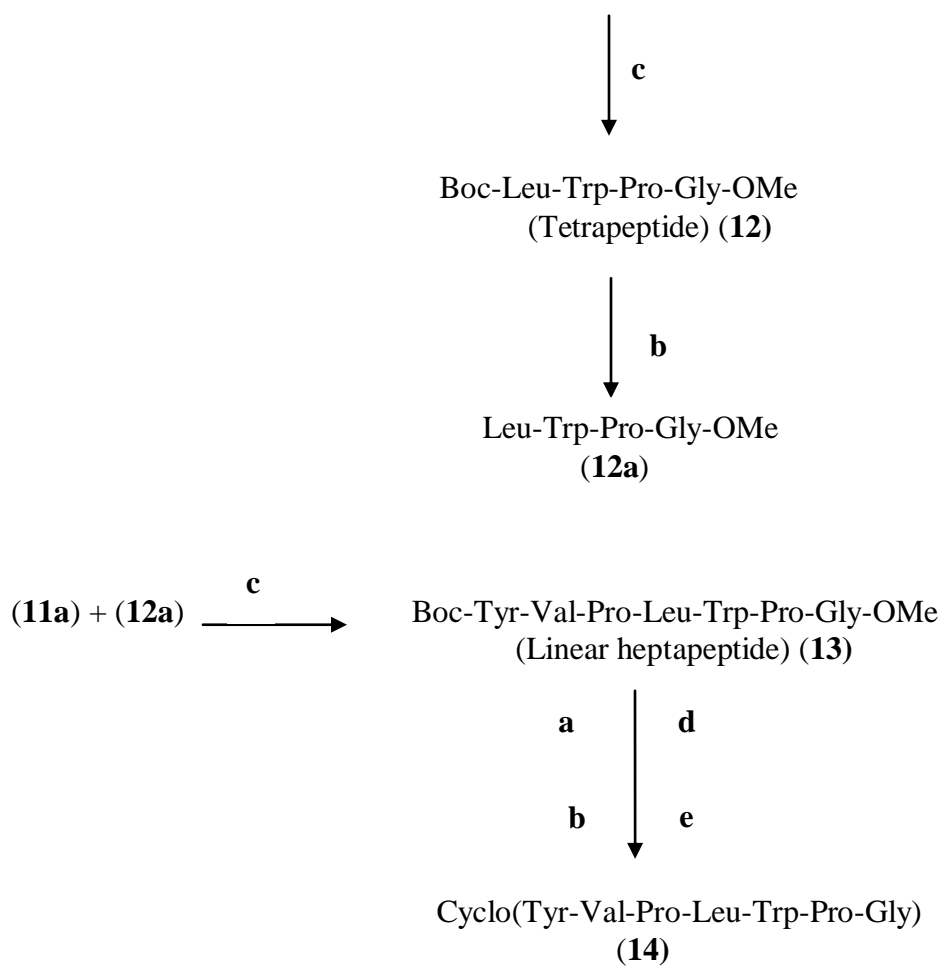 c
Boc-Leu-Trp-Pro-Gly-OMe
(Tetrapeptide) (12)
b
Leu-Trp-Pro-Gly-OMe
(12a)
(11a) + (12a)
c
Boc-Tyr-Val-Pro-Leu-Trp-Pro-Gly-OMe
(Linear heptapeptide) (13)
a d
b e
Cyclo(Tyr-Val-Pro-Leu-Trp-Pro-Gly)
(14)